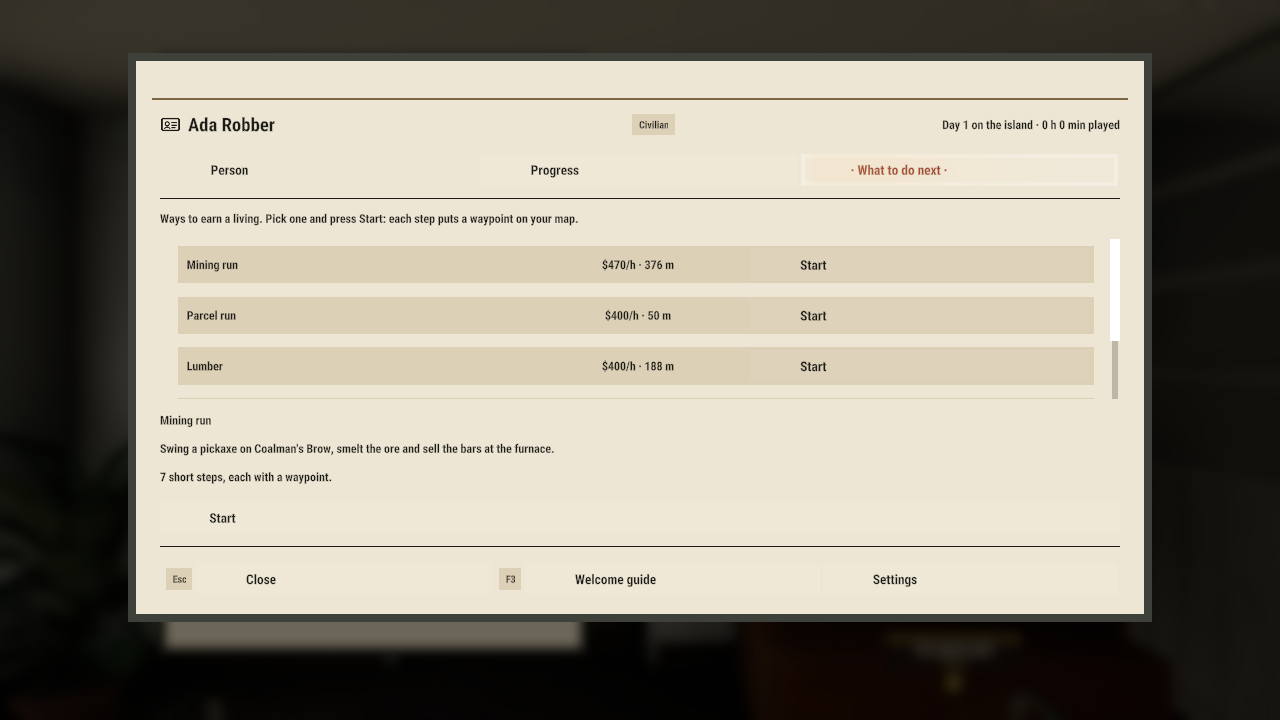 Ada Robber
Civilian
Day 1 on the island · 0 h 0 min played
Person
Progress
· What to do next ·
Ways to earn a living. Pick one and press Start: each step puts a waypoint on your map.
Mining run $470/h · 376 m Start
Parcel run $400/h · 50 m Start
Lumber $400/h · 188 m Start
Mining run
Swing a pickaxe on Coalman's Brow, smelt the ore and sell the bars at the furnace.
7 short steps, each with a waypoint.
Start
Esc Close
F3 Welcome guide
Settings